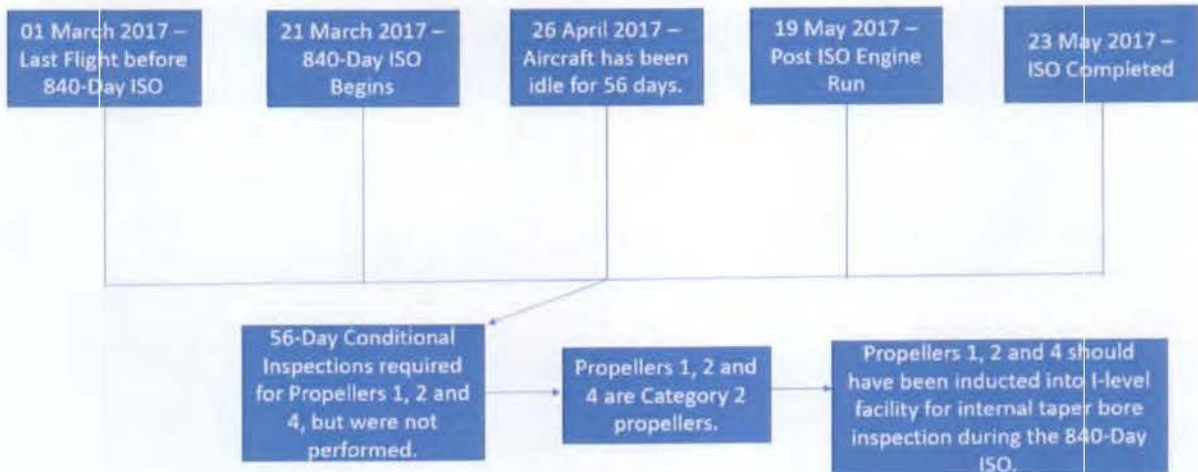 01 March 2017 –
Last Flight before
840-Day ISO
21 March 2017 –
840-Day ISO
Begins
26 April 2017 –
Aircraft has been
idle for 56 days.
19 May 2017 –
Post ISO Engine
Run
23 May 2017 –
ISO Completed
56-Day Conditional
Inspections required
for Propellers 1, 2 and
4, but were not
performed.
Propellers 1, 2 and
4 are Category 2
propellers.
Propellers 1, 2 and 4 should
have been inducted into I-level
facility for internal taper bore
inspection during the 840-Day
ISO.